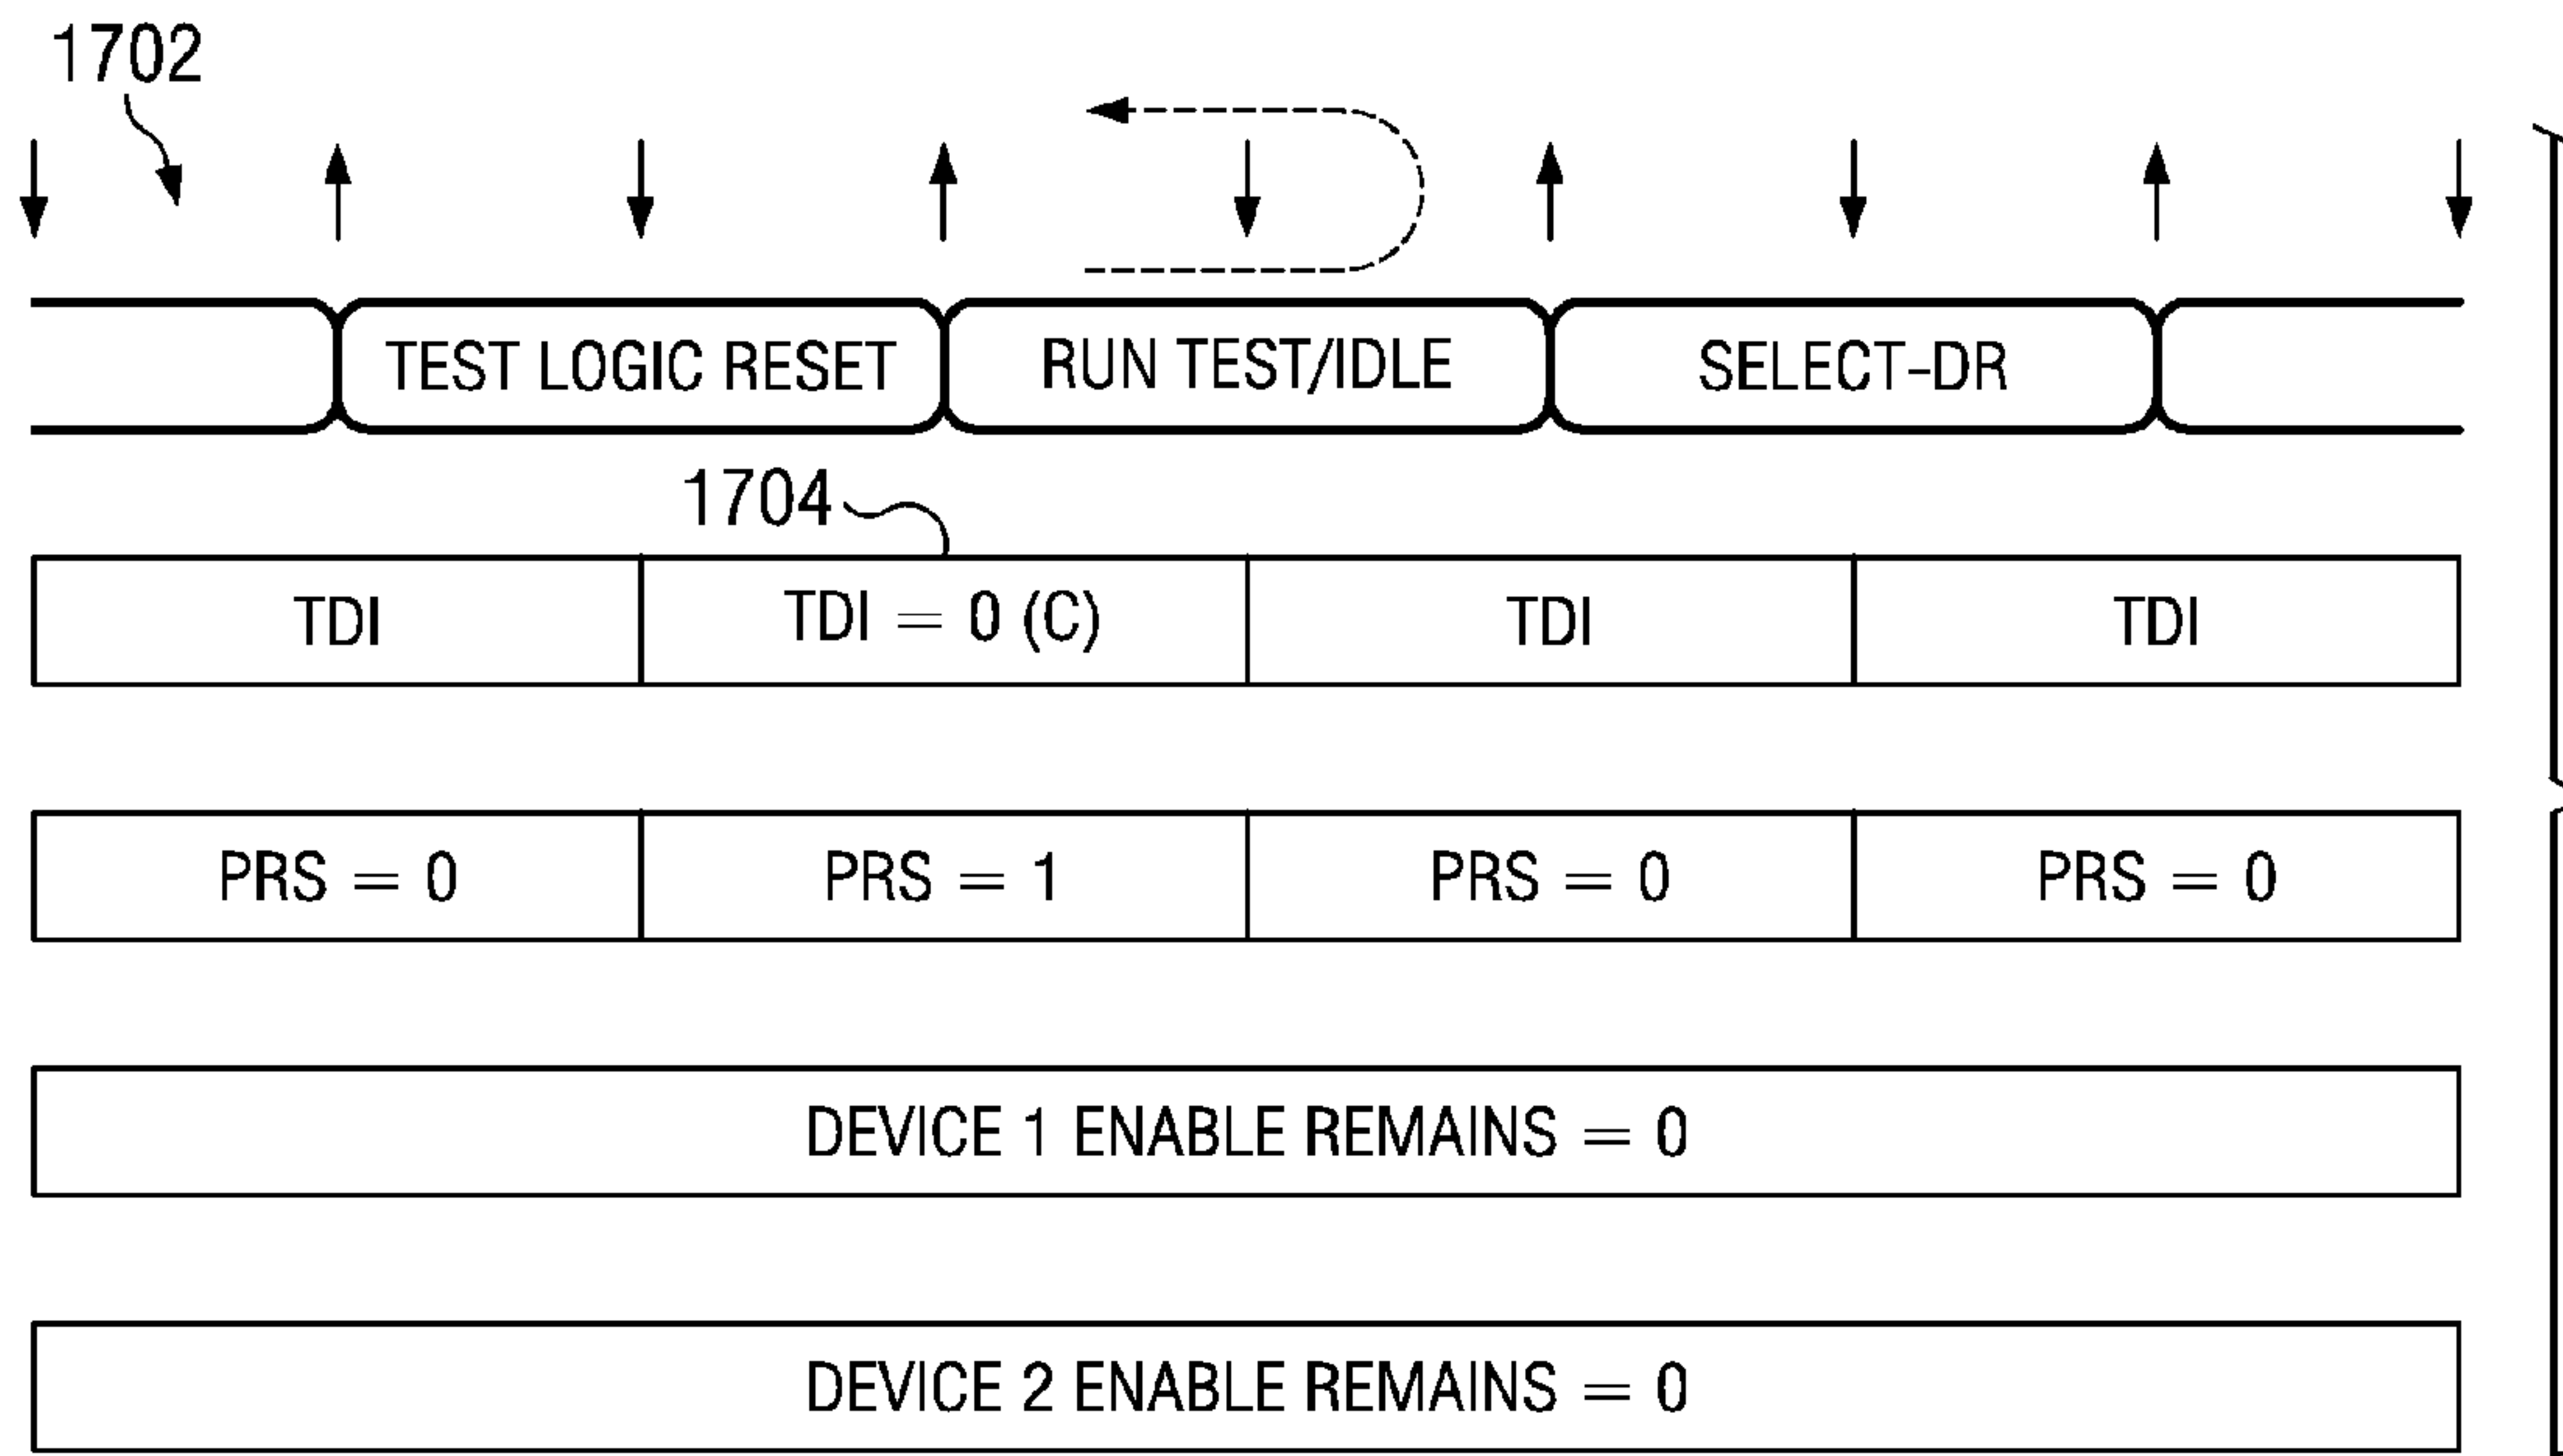 1702
TEST LOGIC RESET RUN TEST/IDLE SELECT-DR
1704
TDI TDI = 0 (C) TDI TDI
PRS = 0 PRS = 1 PRS = 0 PRS = 0
DEVICE 1 ENABLE REMAINS = 0
DEVICE 2 ENABLE REMAINS = 0